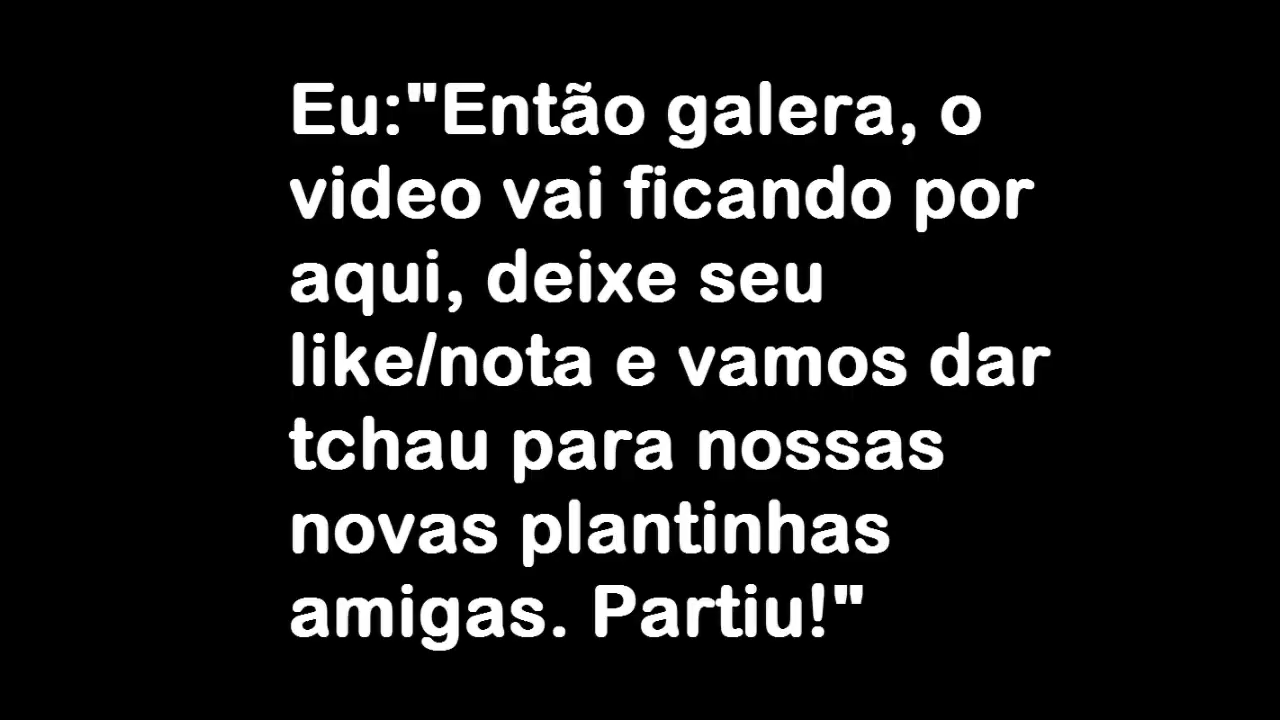 Eu:"Então galera, o
video vai ficando por
aqui, deixe seu
like/nota e vamos dar
tchau para nossas
novas plantinhas
amigas. Partiu!"